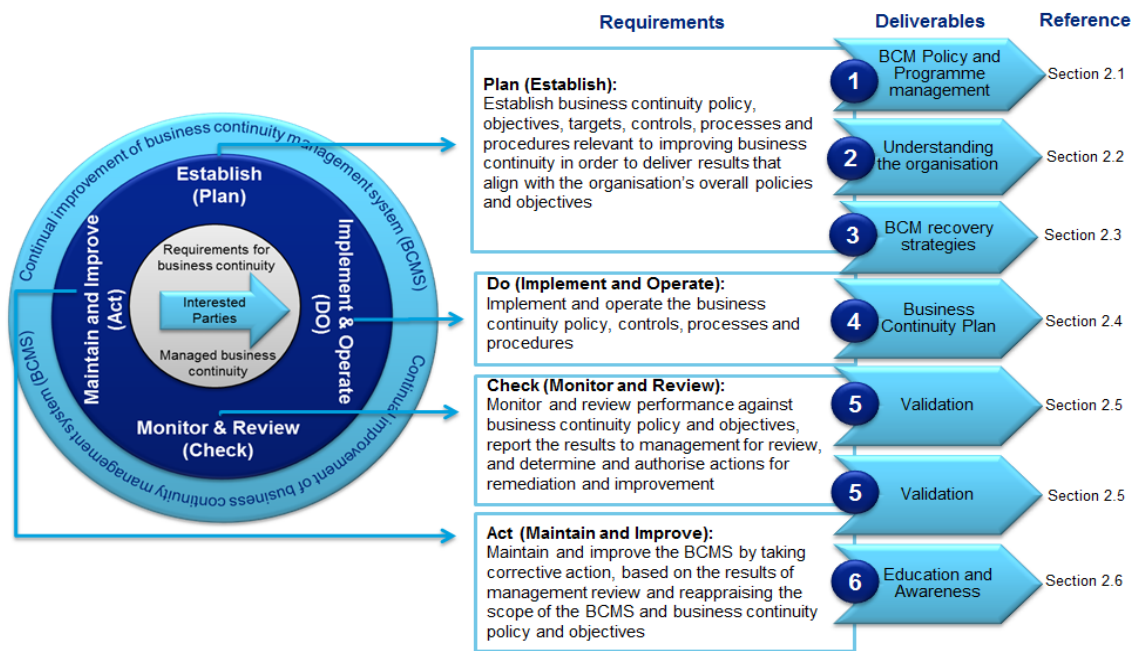 Requirements
Deliverables
Reference
Continual improvement of business continuity management system (BCMS)
Continual improvement of business continuity management system (BCMS)
Establish
(Plan)
Implement & Operate
(DO)
Monitor & Review
(Check)
Maintain and Improve
(Act)
Requirements for
business continuity
Interested
Parties
Managed business
continuity
Plan (Establish):
Establish business continuity policy,
objectives, targets, controls, processes and
procedures relevant to improving business
continuity in order to deliver results that
align with the organisation's overall policies
and objectives
1
BCM Policy and
Programme
management
Section 2.1
2
Understanding
the organisation
Section 2.2
3
BCM recovery
strategies
Section 2.3
Do (Implement and Operate):
Implement and operate the business
continuity policy, controls, processes and
procedures
4
Business
Continuity Plan
Section 2.4
Check (Monitor and Review):
Monitor and review performance against
business continuity policy and objectives,
report the results to management for review,
and determine and authorise actions for
remediation and improvement
5
Validation
Section 2.5
5
Validation
Section 2.5
Act (Maintain and Improve):
Maintain and improve the BCMS by taking
corrective action, based on the results of
management review and reappraising the
scope of the BCMS and business continuity
policy and objectives
6
Education and
Awareness
Section 2.6